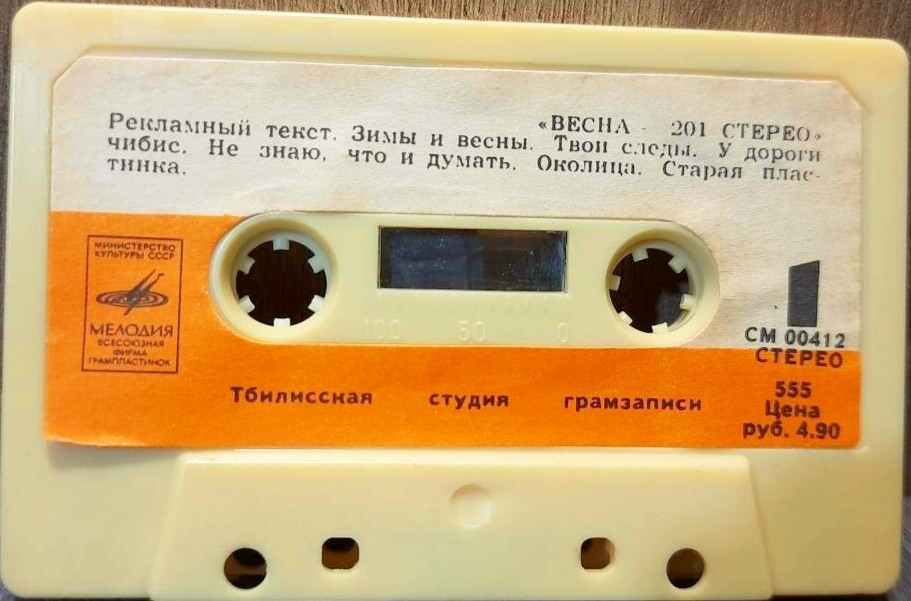 «ВЕСНА - 201 СТЕРЕО»
Рекламный текст. Зимы и весны. Твои следы. У дороги
чибис. Не знаю, что и думать. Околица. Старая плас-
тинка.
МИНИСТЕРСТВО
КУЛЬТУРЫ СССР
МЕЛОДИЯ
ВСЕСОЮЗНАЯ
ФИРМА
ГРАМПЛАСТИНОК
100 50 0
1
СМ 00412
СТЕРЕО
Тбилисская студия грамзаписи
555
Цена
руб. 4.90